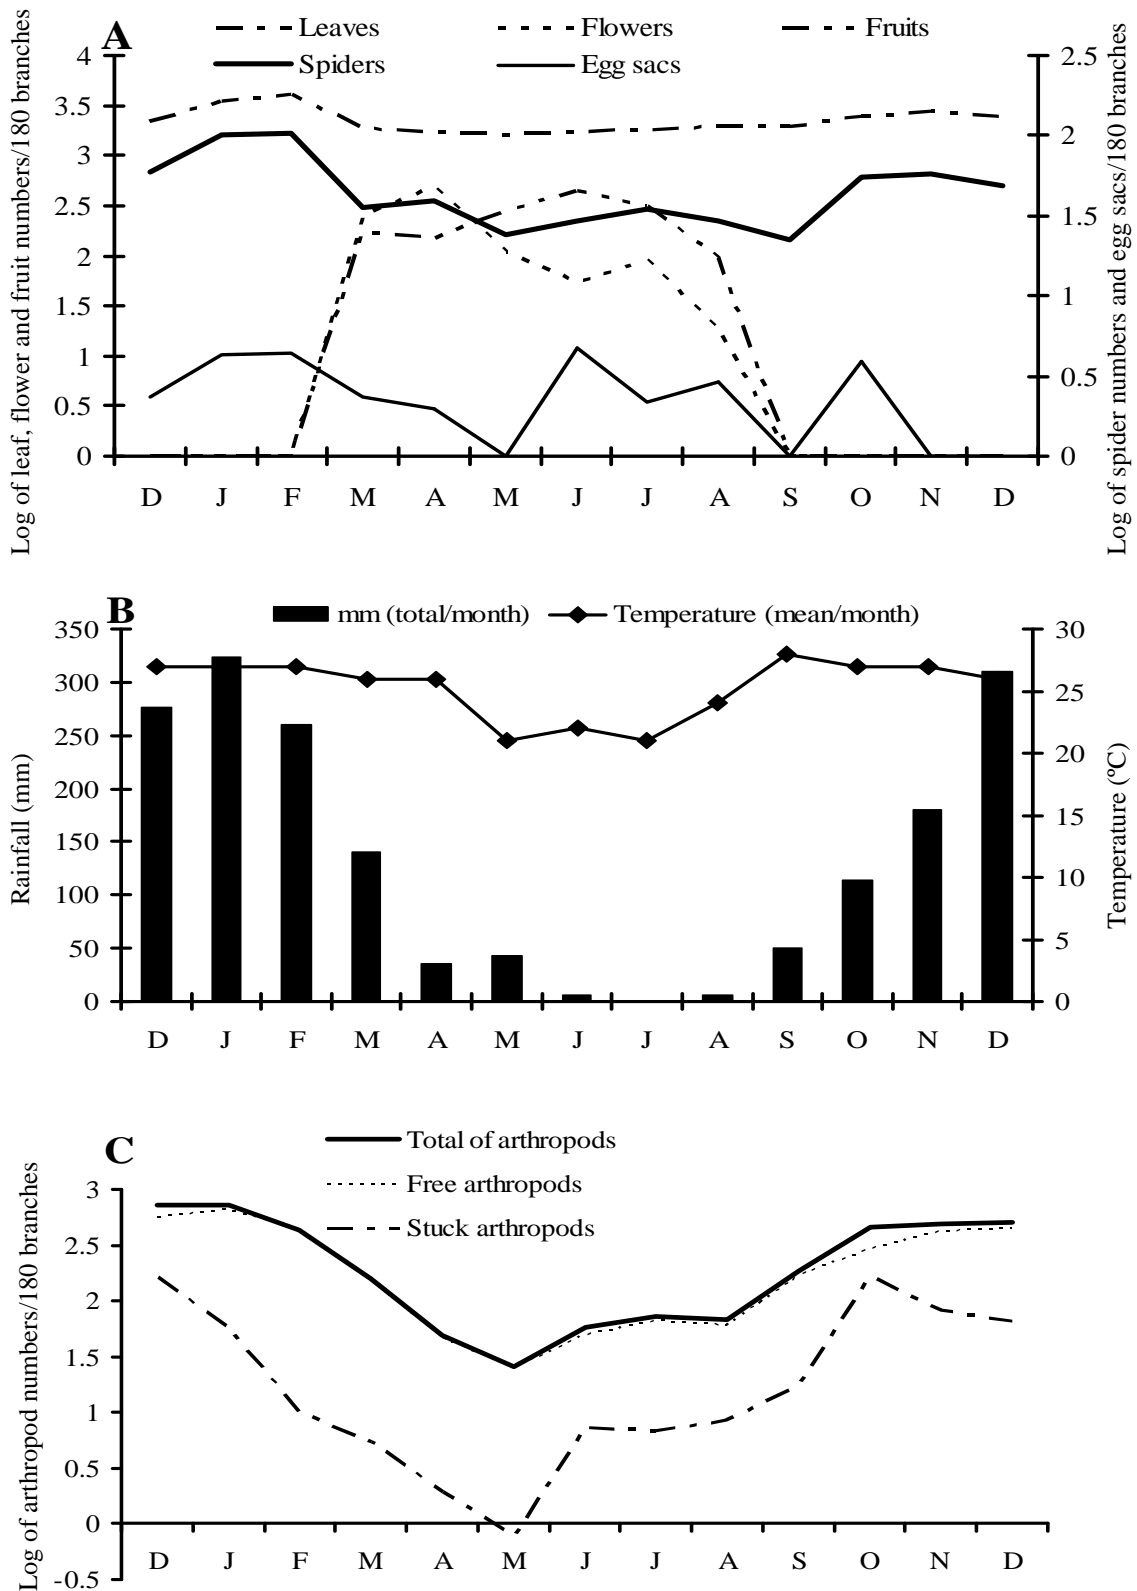 A
Leaves Flowers Fruits
Spiders Egg sacs
Log of leaf, flower and fruit numbers/180 branches
4
3.5
3
2.5
2
1.5
1
0.5
0
2.5
2
1.5
1
0.5
0
Log of spider numbers and egg sacs/180 branches
D J F M A M J J A S O N D
B
mm (total/month) Temperature (mean/month)
Rainfall (mm)
350
300
250
200
150
100
50
0
30
25
20
15
10
5
0
Temperature (ºC)
D J F M A M J J A S O N D
C
Total of arthropods
Free arthropods
Stuck arthropods
Log of arthropod numbers/180 branches
3
2.5
2
1.5
1
0.5
0
-0.5
D J F M A M J J A S O N D